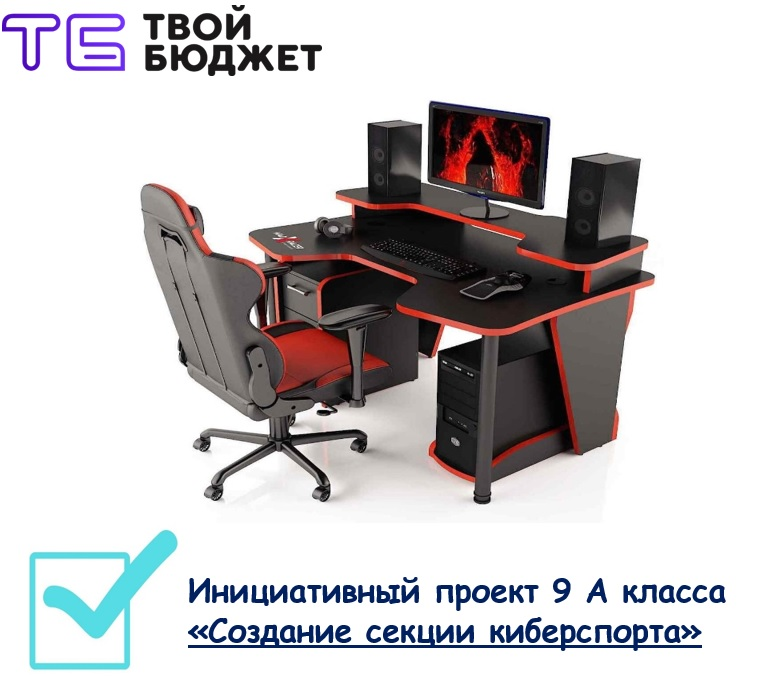 ТБ ТВОЙ
БЮДЖЕТ
Инициативный проект 9 А класса
«Создание секции киберспорта»